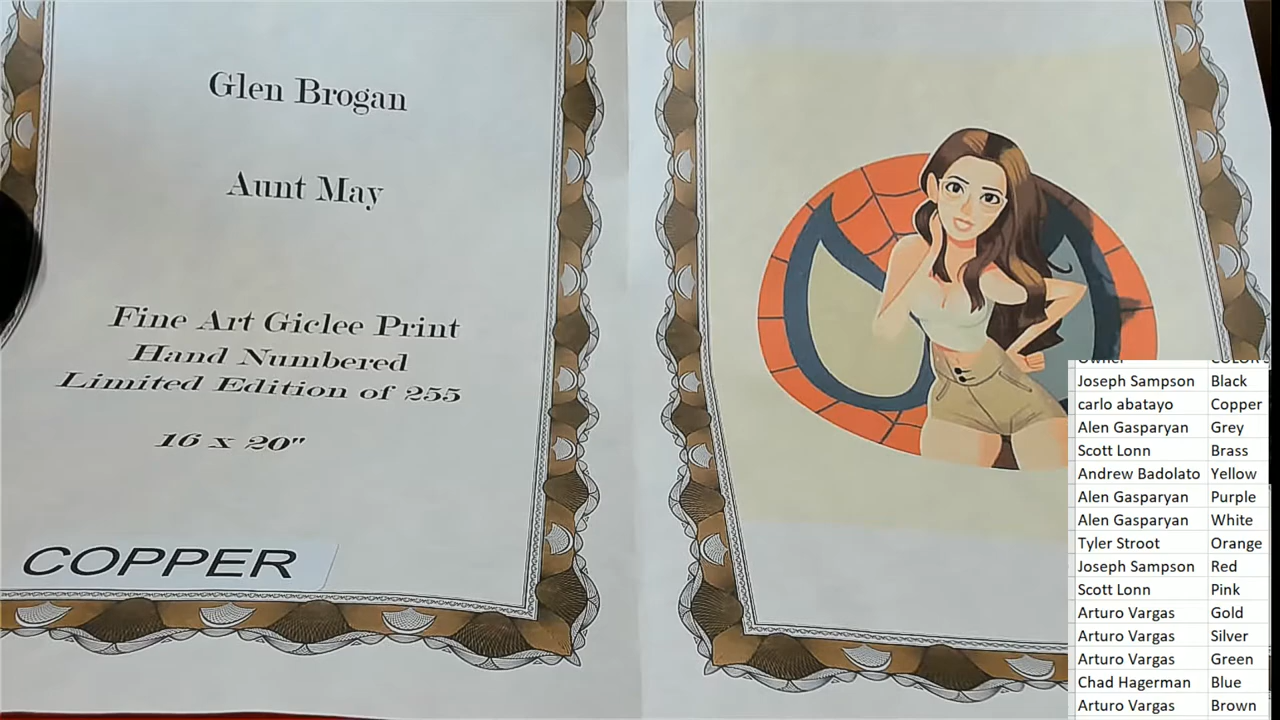 Glen Brogan
Aunt May
Fine Art Giclee Print
Hand Numbered
Limited Edition of 255
16 x 20"
COPPER
Owner COLOR
Joseph Sampson Black
carlo abatayo Copper
Alen Gasparyan Grey
Scott Lonn Brass
Andrew Badolato Yellow
Alen Gasparyan Purple
Alen Gasparyan White
Tyler Stroot Orange
Joseph Sampson Red
Scott Lonn Pink
Arturo Vargas Gold
Arturo Vargas Silver
Arturo Vargas Green
Chad Hagerman Blue
Arturo Vargas Brown